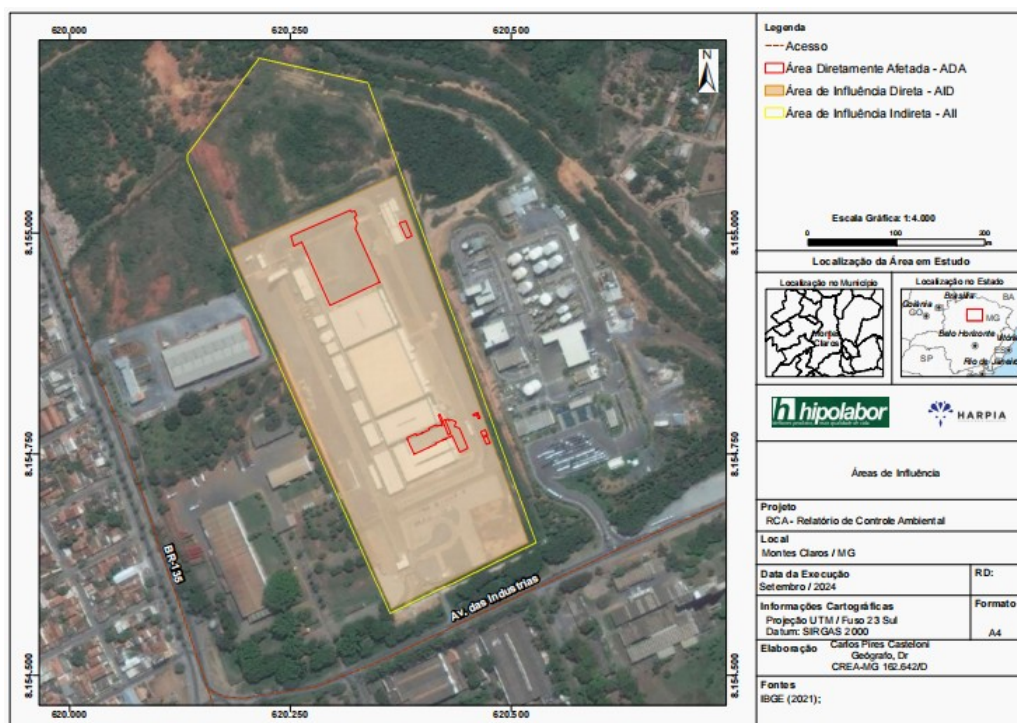 620.000
620.250
620.500
8.155.000
8.154.750
8.154.500
N
BR-135
Av. das Industrias
8.155.000
8.154.750
8.154.500
620.000
620.250
620.500
Legenda
Acesso
Área Diretamente Afetada - ADA
Área de Influência Direta - AID
Área de Influência Indireta - AII
Escala Gráfica: 1:4.000
0 100 200
m
Localização da Área em Estudo
Localização no Município
Montes
Claros
Localização no Estado
Brasília
BA
Goiânia
GO
MG
Belo Horizonte
ES
SP
Rio de Janeiro
hipolabor
HARPIA
Áreas de Influência
Projeto
RCA - Relatório de Controle Ambiental
Local
Montes Claros / MG
Data da Execução
RD:
Setembro / 2024
Informações Cartográficas
Projeção UTM / Fuso 23 Sul
Datum: SIRGAS 2000
Formato
A4
Elaboração
Carlos Pires Casteloni
Geógrafo, Dr
CREA-MG 162.642/D
Fontes
IBGE (2021);